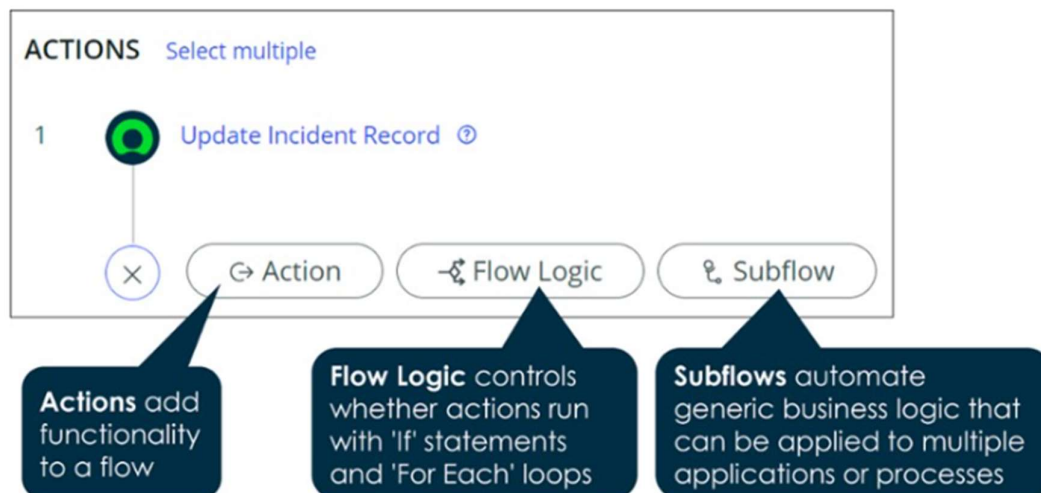 ACTIONS Select multiple
1 Update Incident Record ?
Action Flow Logic Subflow
Actions add
functionality
to a flow
Flow Logic controls
whether actions run
with 'If' statements
and 'For Each' loops
Subflows automate
generic business logic that
can be applied to multiple
applications or processes